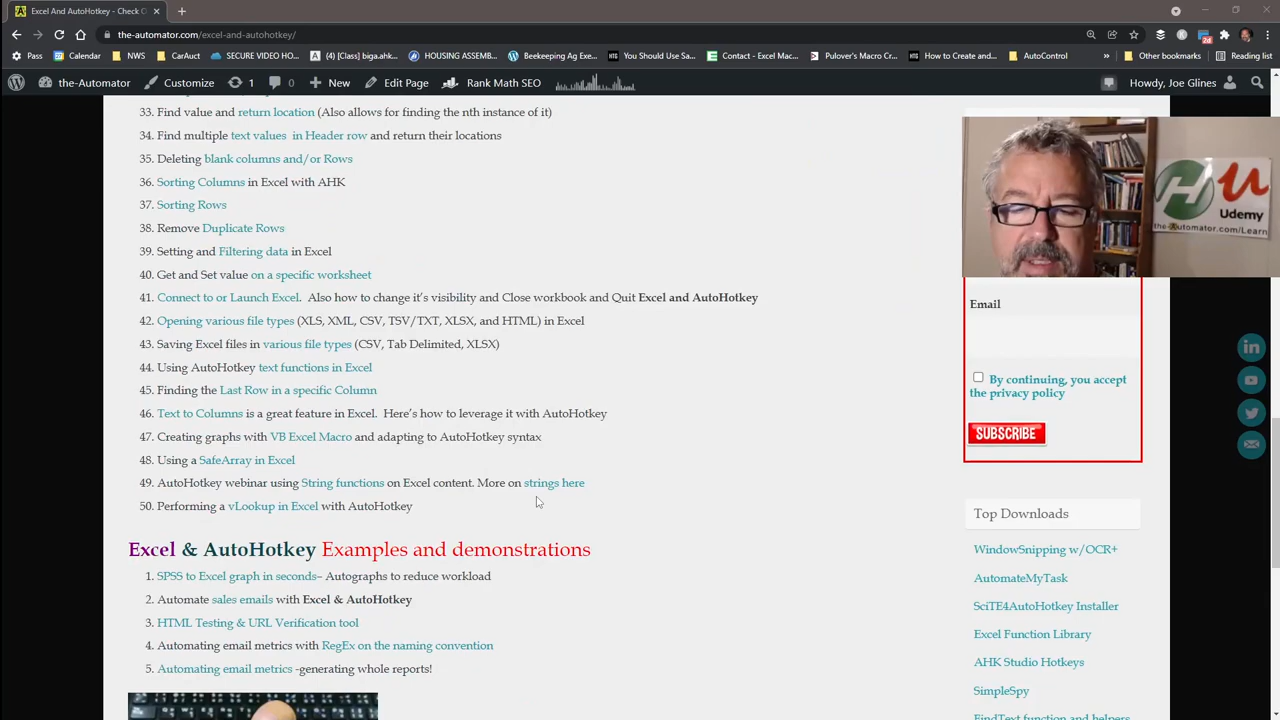 Excel And AutoHotkey - Check O
the-automator.com/excel-and-autohotkey/
Pass
Content
NWS
CarAuct
SECURE VIDEO HO...
(4) [Class] biga.ahk...
HOUSING ASSEMB...
Beekeeping Ag Exe...
You Should Use Sa...
Contact - Excel Mac...
Pulover's Macro Cr...
How to Create and...
AutoControl
Other bookmarks
Reading list
the-Automator
Customize
1
0
New
Edit Page
Rank Math SEO
Howdy, Joe Glines
33. Find value and return location (Also allows for finding the nth instance of it)
34. Find multiple text values in Header row and return their locations
35. Deleting blank columns and/or Rows
36. Sorting Columns in Excel with AHK
37. Sorting Rows
38. Remove Duplicate Rows
39. Setting and Filtering data in Excel
40. Get and Set value on a specific worksheet
41. Connect to or Launch Excel. Also how to change it's visibility and Close workbook and Quit Excel and AutoHotkey
42. Opening various file types (XLS, XML, CSV, TSV/TXT, XLSX, and HTML) in Excel
43. Saving Excel files in various file types (CSV, Tab Delimited, XLSX)
44. Using AutoHotkey text functions in Excel
45. Finding the Last Row in a specific Column
46. Text to Columns is a great feature in Excel. Here's how to leverage it with AutoHotkey
47. Creating graphs with VB Excel Macro and adapting to AutoHotkey syntax
48. Using a SafeArray in Excel
49. AutoHotkey webinar using String functions on Excel content. More on strings here
50. Performing a vLookup in Excel with AutoHotkey
Excel & AutoHotkey Examples and demonstrations
1. SPSS to Excel graph in seconds– Autographs to reduce workload
2. Automate sales emails with Excel & AutoHotkey
3. HTML Testing & URL Verification tool
4. Automating email metrics with RegEx on the naming convention
5. Automating email metrics -generating whole reports!
H
u
Udemy
the-Automator.com/Learn
Email
By continuing, you accept
the privacy policy
SUBSCRIBE
Top Downloads
WindowSnipping w/OCR+
AutomateMyTask
SciTE4AutoHotkey Installer
Excel Function Library
AHK Studio Hotkeys
SimpleSpy
FindText function and helpers